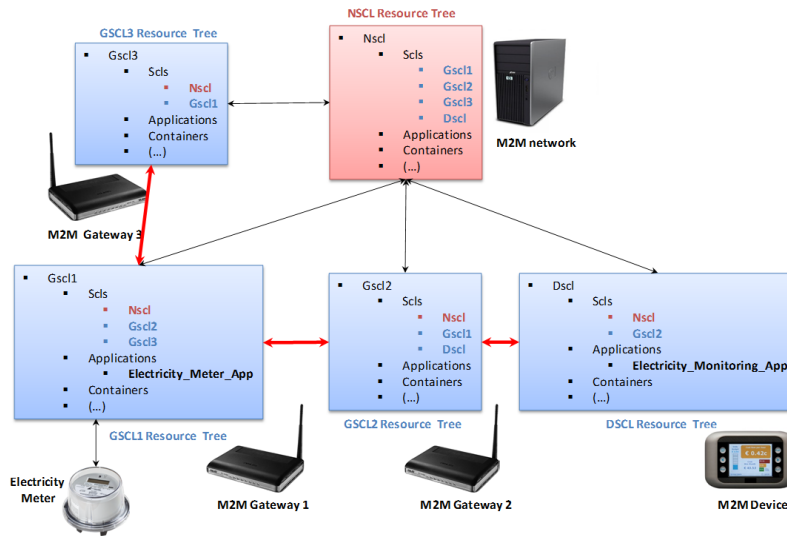 NSCL Resource Tree
GSCL3 Resource Tree
Gscl3
Scls
Nscl
Gscl1
Applications
Containers
(...)
Nscl
Scls
Gscl1
Gscl2
Gscl3
Dscl
Applications
Containers
(...)
M2M network
M2M Gateway 3
Gscl1
Scls
Nscl
Gscl2
Gscl3
Applications
Electricity_Meter_App
Containers
(...)
GSCL1 Resource Tree
Gscl2
Scls
Nscl
Gscl1
Dscl
Applications
Containers
(...)
GSCL2 Resource Tree
Dscl
Scls
Nscl
Gscl2
Applications
Electricity_Monitoring_App
Containers
(...)
DSCL Resource Tree
Electricity
Meter
M2M Gateway 1
M2M Gateway 2
€ 0.42c
M2M Device